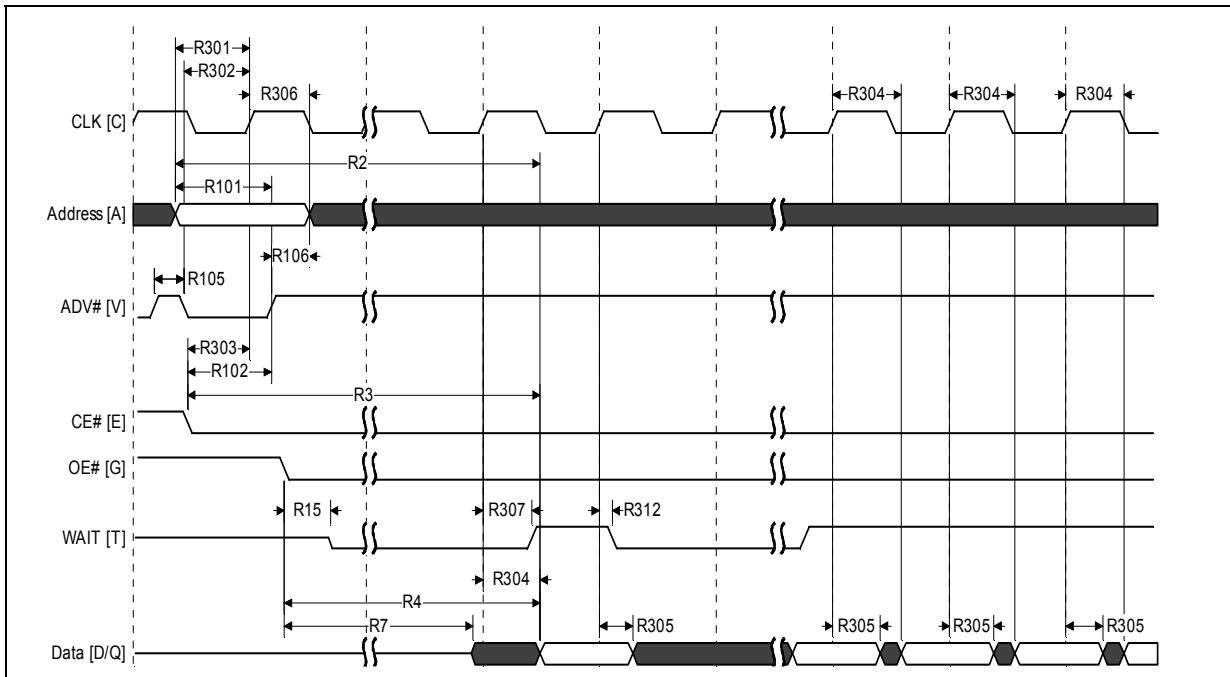 R301
R302
R306
R304
R304
R304
CLK [C]
R2
R101
Address [A]
R106
R105
ADV# [V]
R303
R102
R3
CE# [E]
OE# [G]
R15
R307
R312
WAIT [T]
R304
R4
R7
R305
R305
R305
R305
Data [D/Q]